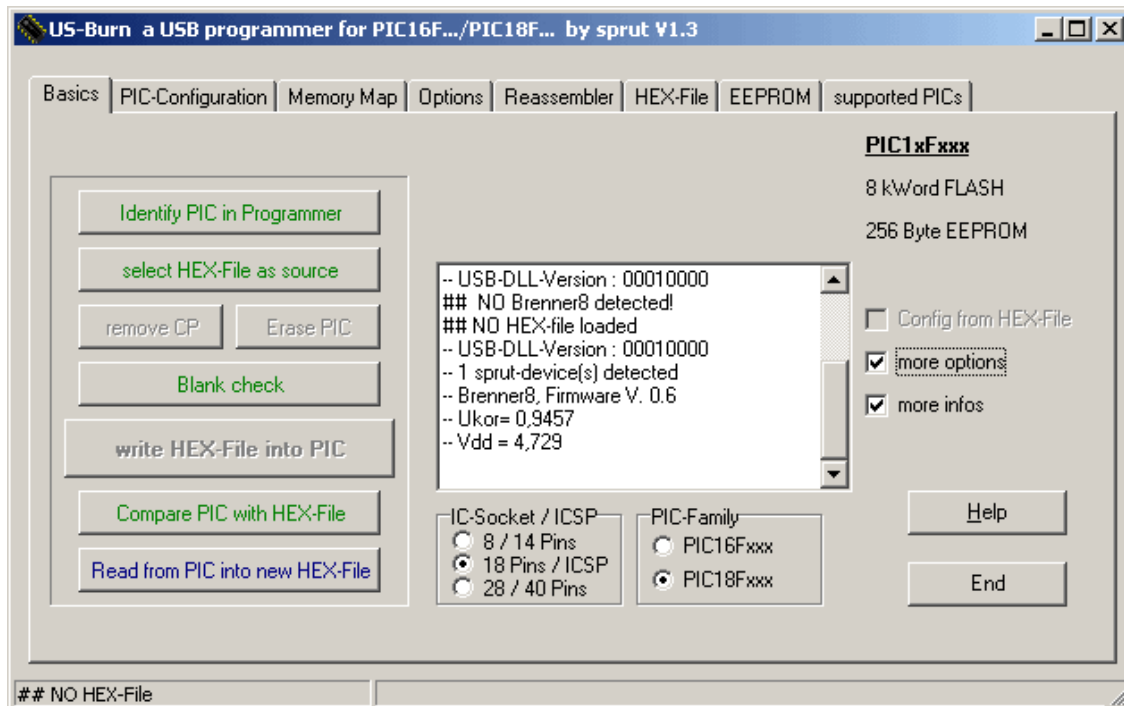 US-Burn a USB programmer for PIC16F.../PIC18F... by sprut V1.3
Basics PIC-Configuration Memory Map Options Reassembler HEX-File EEPROM supported PICs
PIC1xFxxx
8 kWord FLASH
256 Byte EEPROM
Identify PIC in Programmer
select HEX-File as source
remove CP Erase PIC
Blank check
write HEX-File into PIC
Compare PIC with HEX-File
Read from PIC into new HEX-File
-- USB-DLL-Version : 00010000
## NO Brenner8 detected!
## NO HEX-file loaded
-- USB-DLL-Version : 00010000
-- 1 sprut-device(s) detected
-- Brenner8, Firmware V. 0.6
-- Ukor= 0,9457
-- Vdd = 4,729
Config from HEX-File
more options
more infos
IC-Socket / ICSP
8 / 14 Pins
18 Pins / ICSP
28 / 40 Pins
PIC-Family
PIC16Fxxx
PIC18Fxxx
Help
End
## NO HEX-File